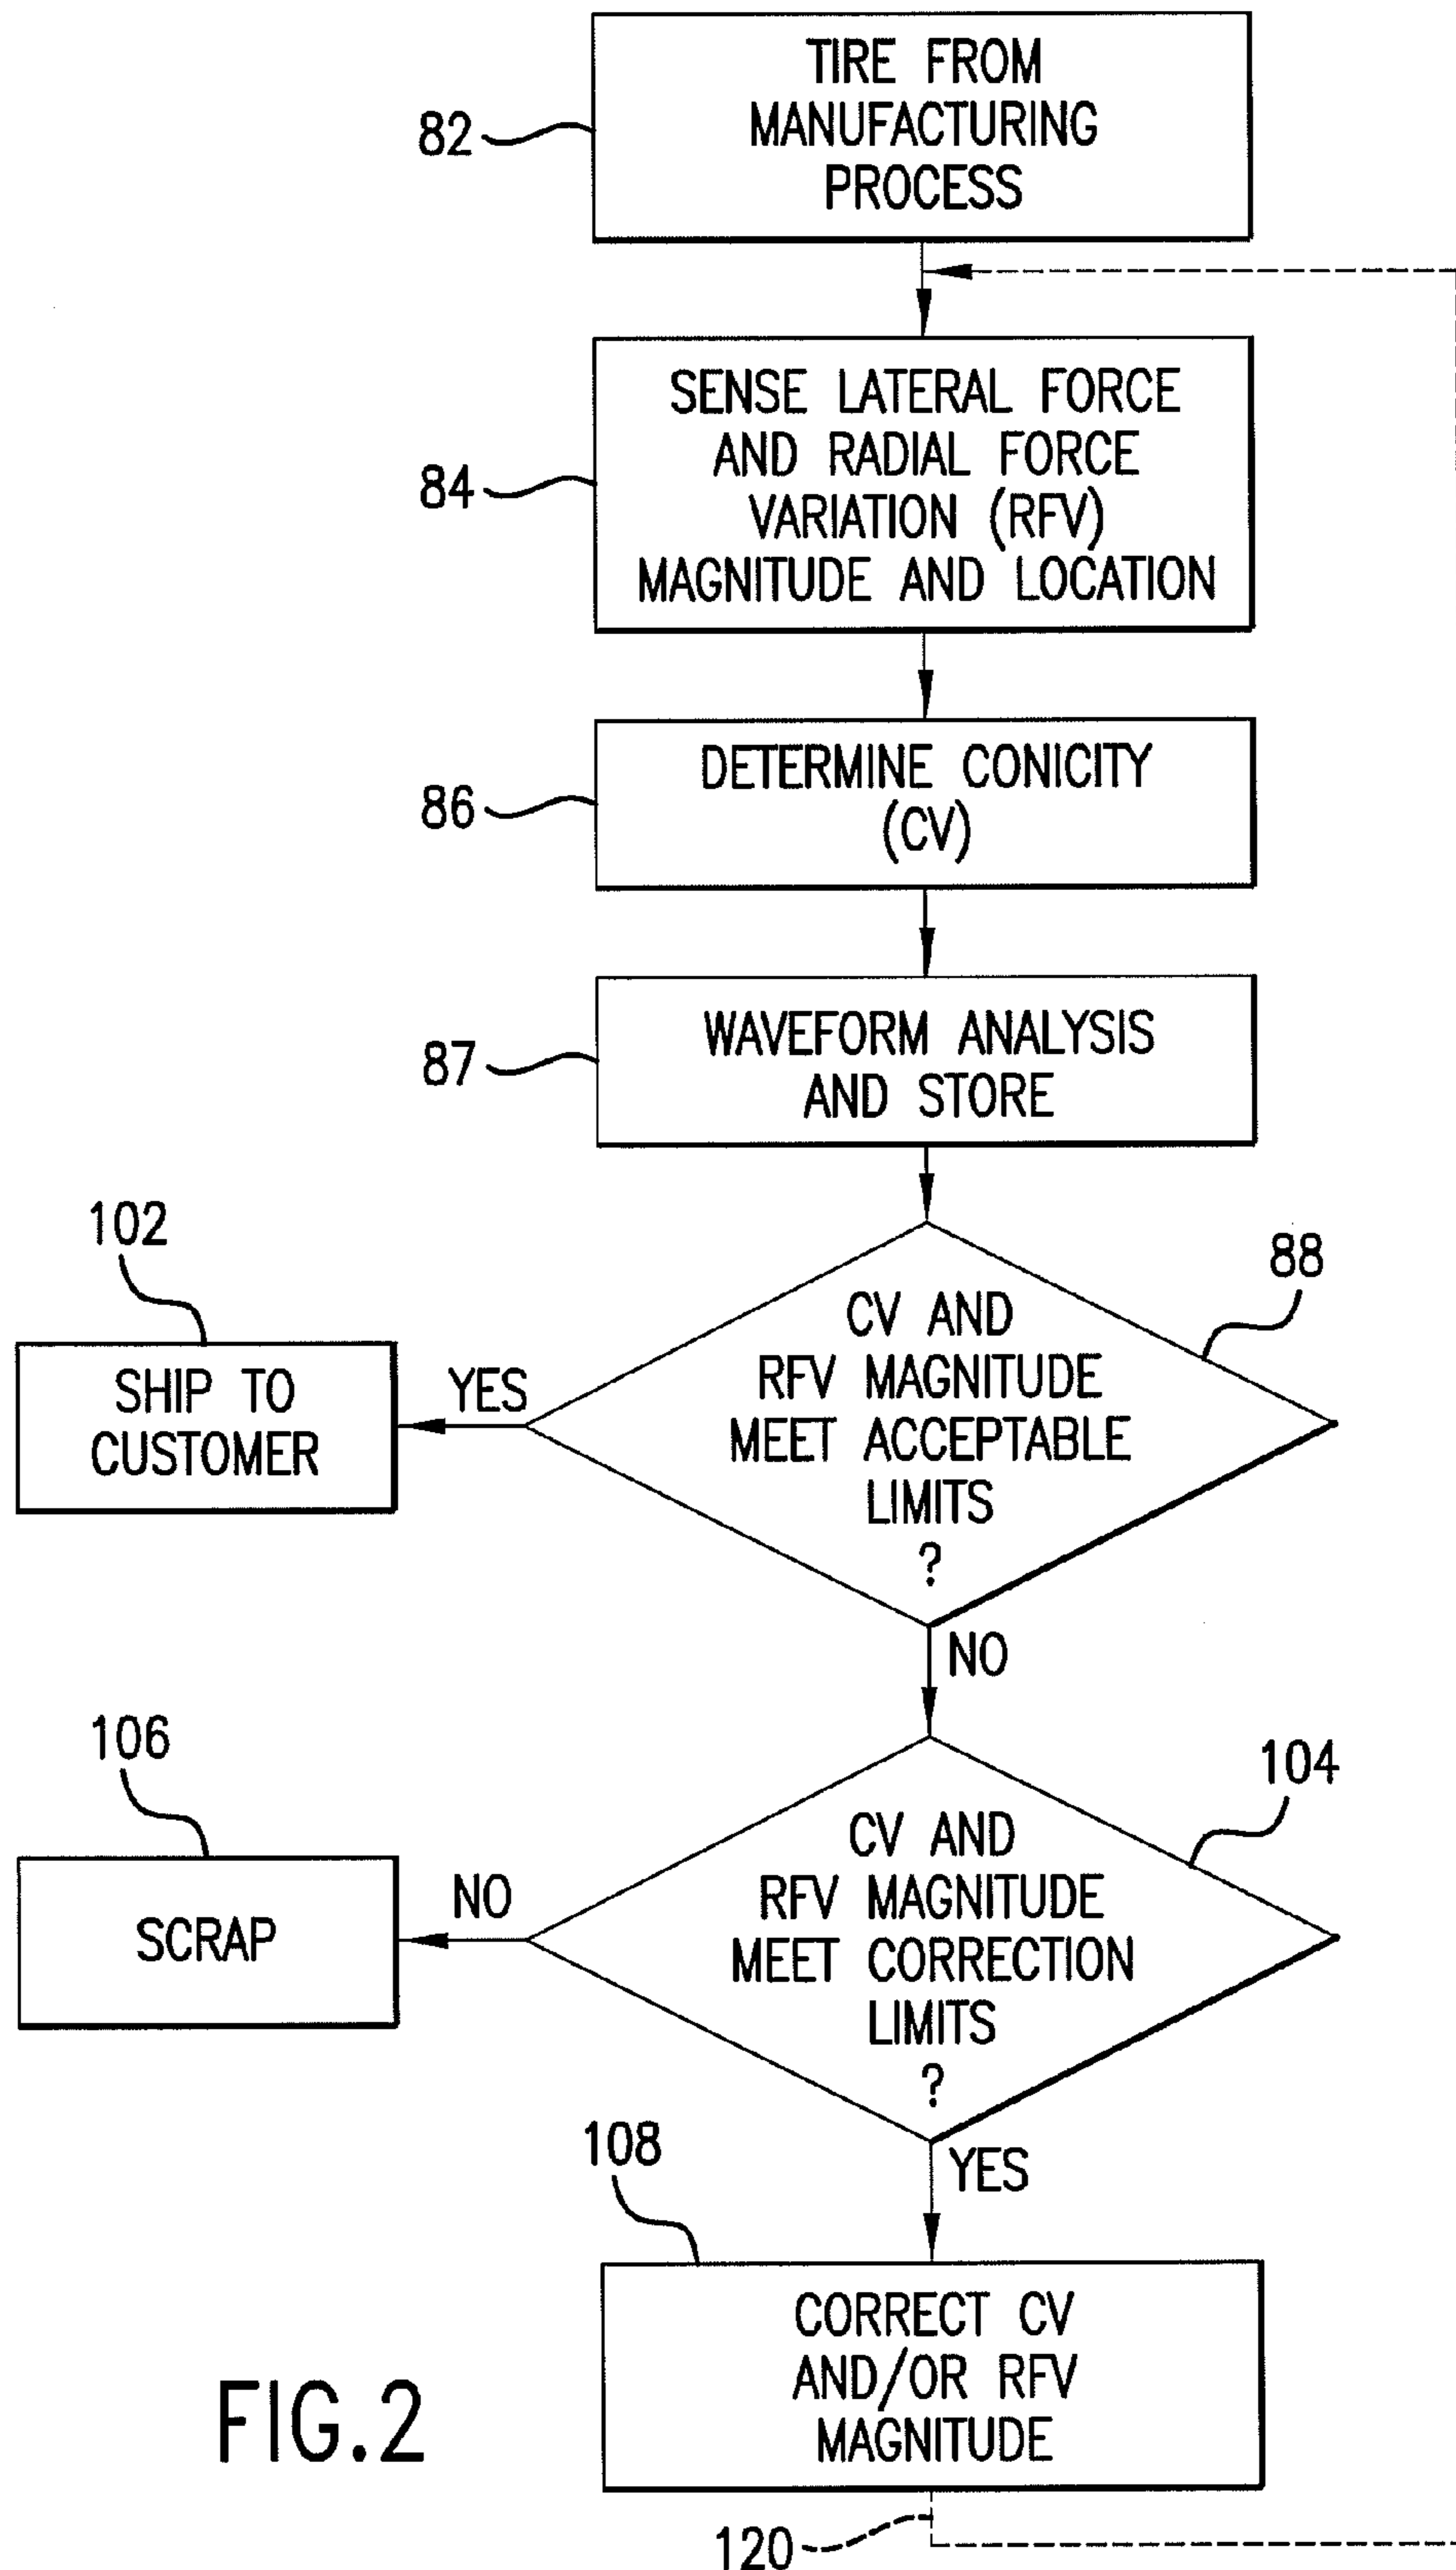 TIRE FROM
MANUFACTURING
PROCESS
82
SENSE LATERAL FORCE
AND RADIAL FORCE
VARIATION (RFV)
MAGNITUDE AND LOCATION
84
DETERMINE CONICITY
(CV)
86
WAVEFORM ANALYSIS
AND STORE
87
102
88
SHIP TO
CUSTOMER
YES
CV AND
RFV MAGNITUDE
MEET ACCEPTABLE
LIMITS
?
NO
106
104
SCRAP
NO
CV AND
RFV MAGNITUDE
MEET CORRECTION
LIMITS
?
YES
108
CORRECT CV
AND/OR RFV
MAGNITUDE
120
FIG.2